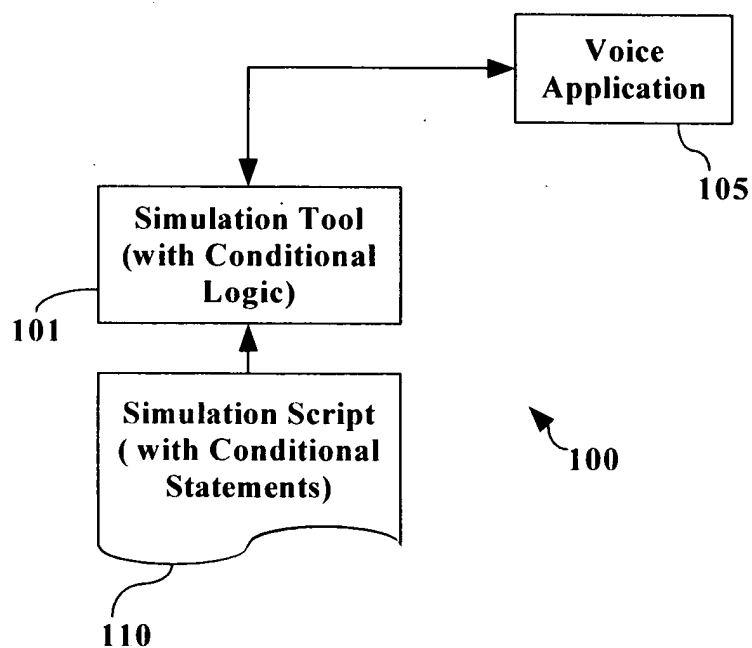 Voice
Application
105
Simulation Tool
(with Conditional
Logic)
101
Simulation Script
( with Conditional
Statements)
100
110